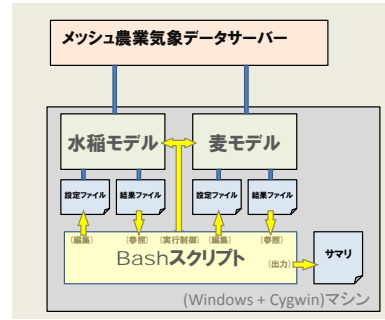 メッシュ農業気象データサーバー
水稲モデル
麦モデル
設定ファイル
結果ファイル
設定ファイル
結果ファイル
(編集)
(参照)
(実行制御)
(編集)
(参照)
Bashスクリプト
(出力)
サマリ
(Windows + Cygwin)マシン